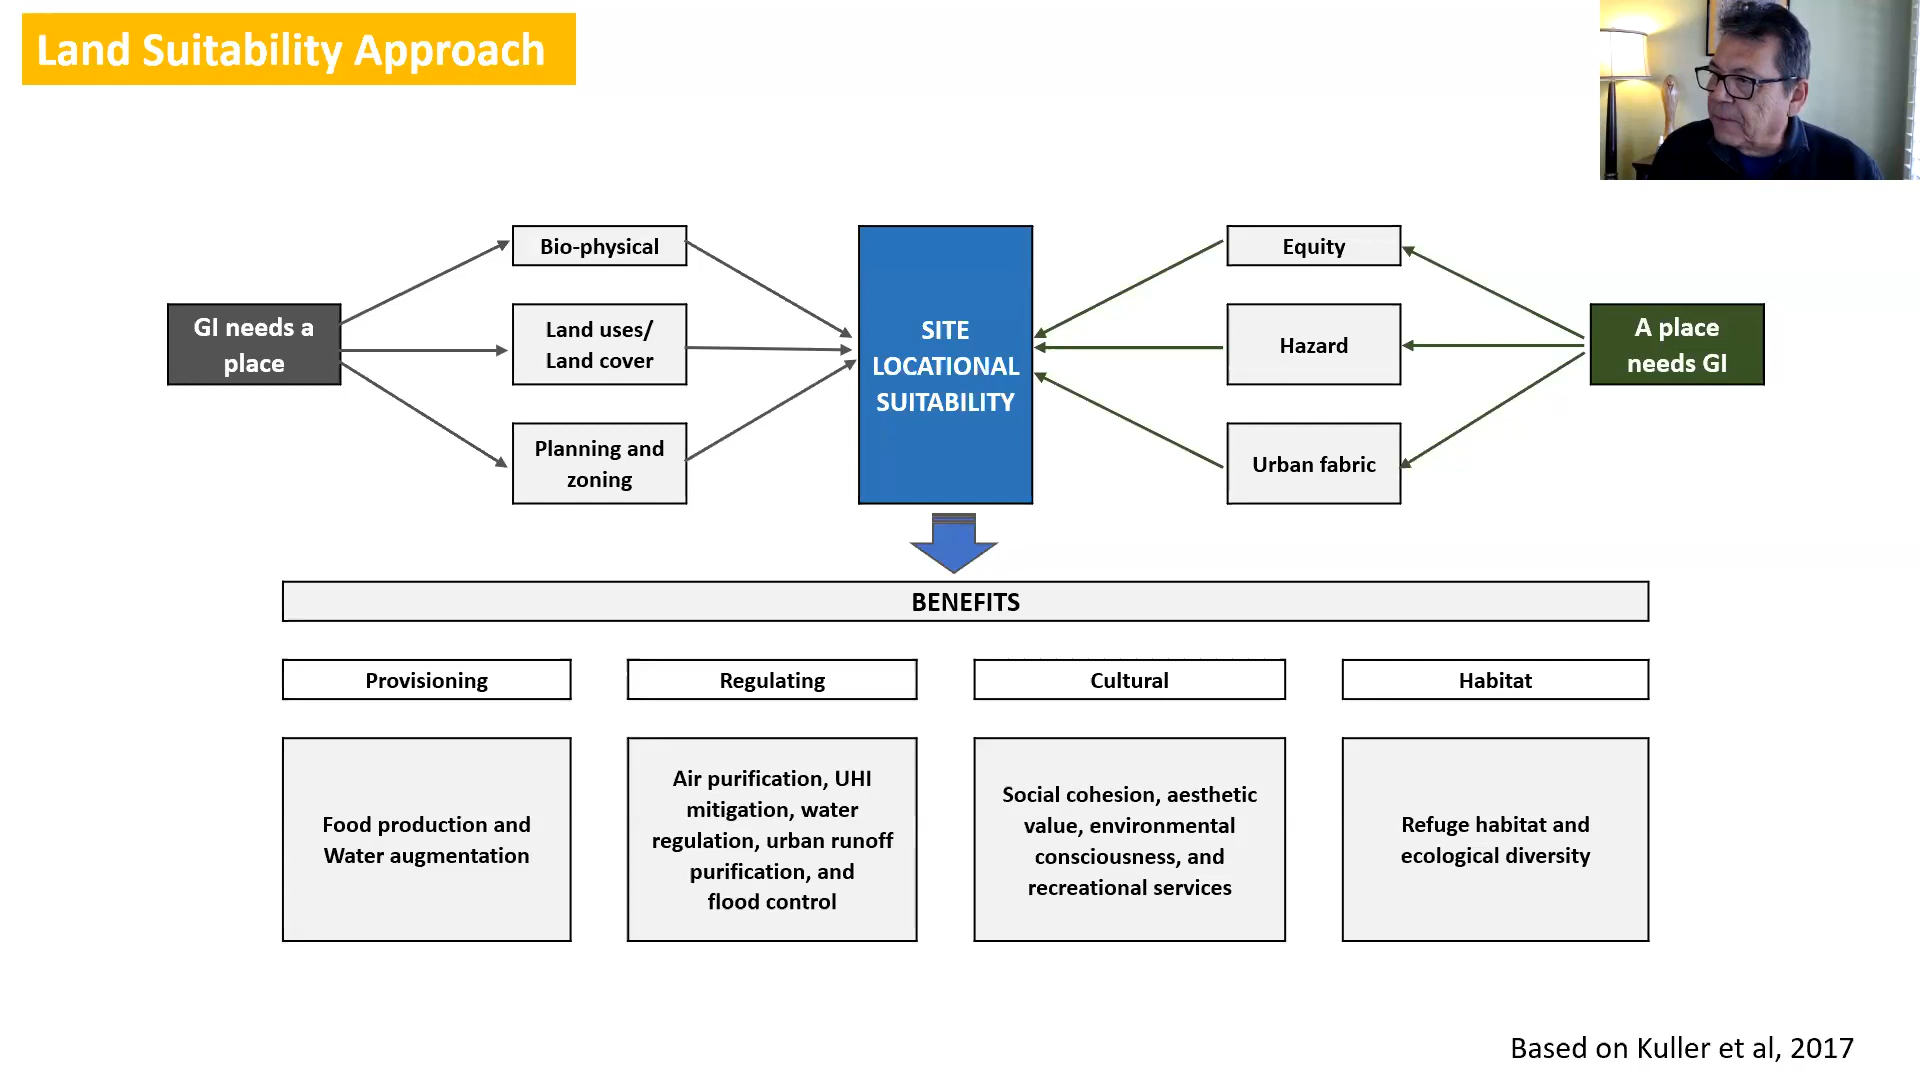 Land Suitability Approach
GI needs a
place
Bio-physical
Land uses/
Land cover
Planning and
zoning
SITE
LOCATIONAL
SUITABILITY
Equity
Hazard
Urban fabric
A place
needs GI
BENEFITS
Provisioning
Regulating
Cultural
Habitat
Food production and
Water augmentation
Air purification, UHI
mitigation, water
regulation, urban runoff
purification, and
flood control
Social cohesion, aesthetic
value, environmental
consciousness, and
recreational services
Refuge habitat and
ecological diversity
Based on Kuller et al, 2017